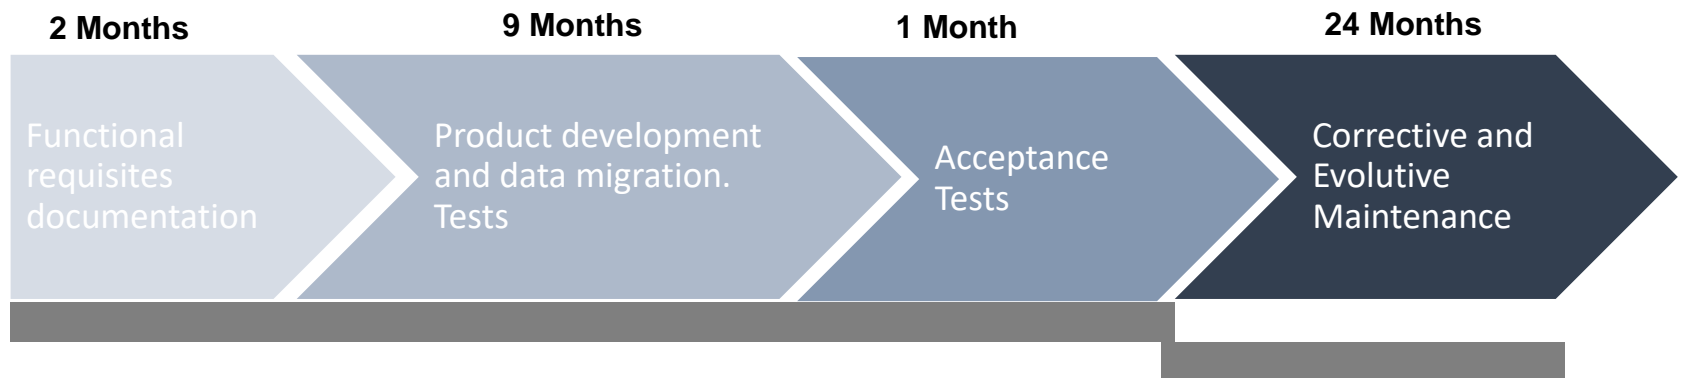 2 Months
9 Months
1 Month
24 Months
Functional
requisites
documentation
Product development
and data migration.
Tests
Acceptance
Tests
Corrective and
Evolutive
Maintenance